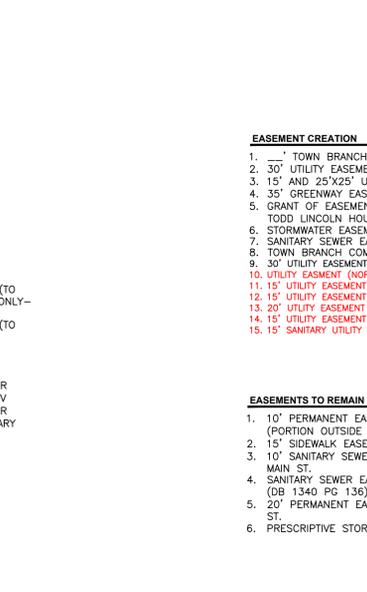 (TO
ONLY–
(TO
R
V
R
ARY
EASEMENT CREATION
1. __' TOWN BRANCH
2. 30' UTILITY EASEME
3. 15' AND 25'X25' U
4. 35' GREENWAY EAS
5. GRANT OF EASEMEN
TODD LINCOLN HOU
6. STORMWATER EASEM
7. SANITARY SEWER EA
8. TOWN BRANCH COM
9. 30' UTILITY EASEMENT
10. UTILITY EASMENT (NOR
11. 15' UTILITY EASEMENT
12. 15' UTILITY EASEMENT
13. 20' UTLITY EASEMENT
14. 15' UTILITY EASEMENT
15. 15' SANITARY UTILITY
EASEMENTS TO REMAIN
1. 10' PERMANENT EA
(PORTION OUTSIDE
2. 15' SIDEWALK EASE
3. 10' SANITARY SEWE
MAIN ST.
4. SANITARY SEWER EA
(DB 1340 PG 136)
5. 20' PERMANENT EA
ST.
6. PRESCRIPTIVE STOR